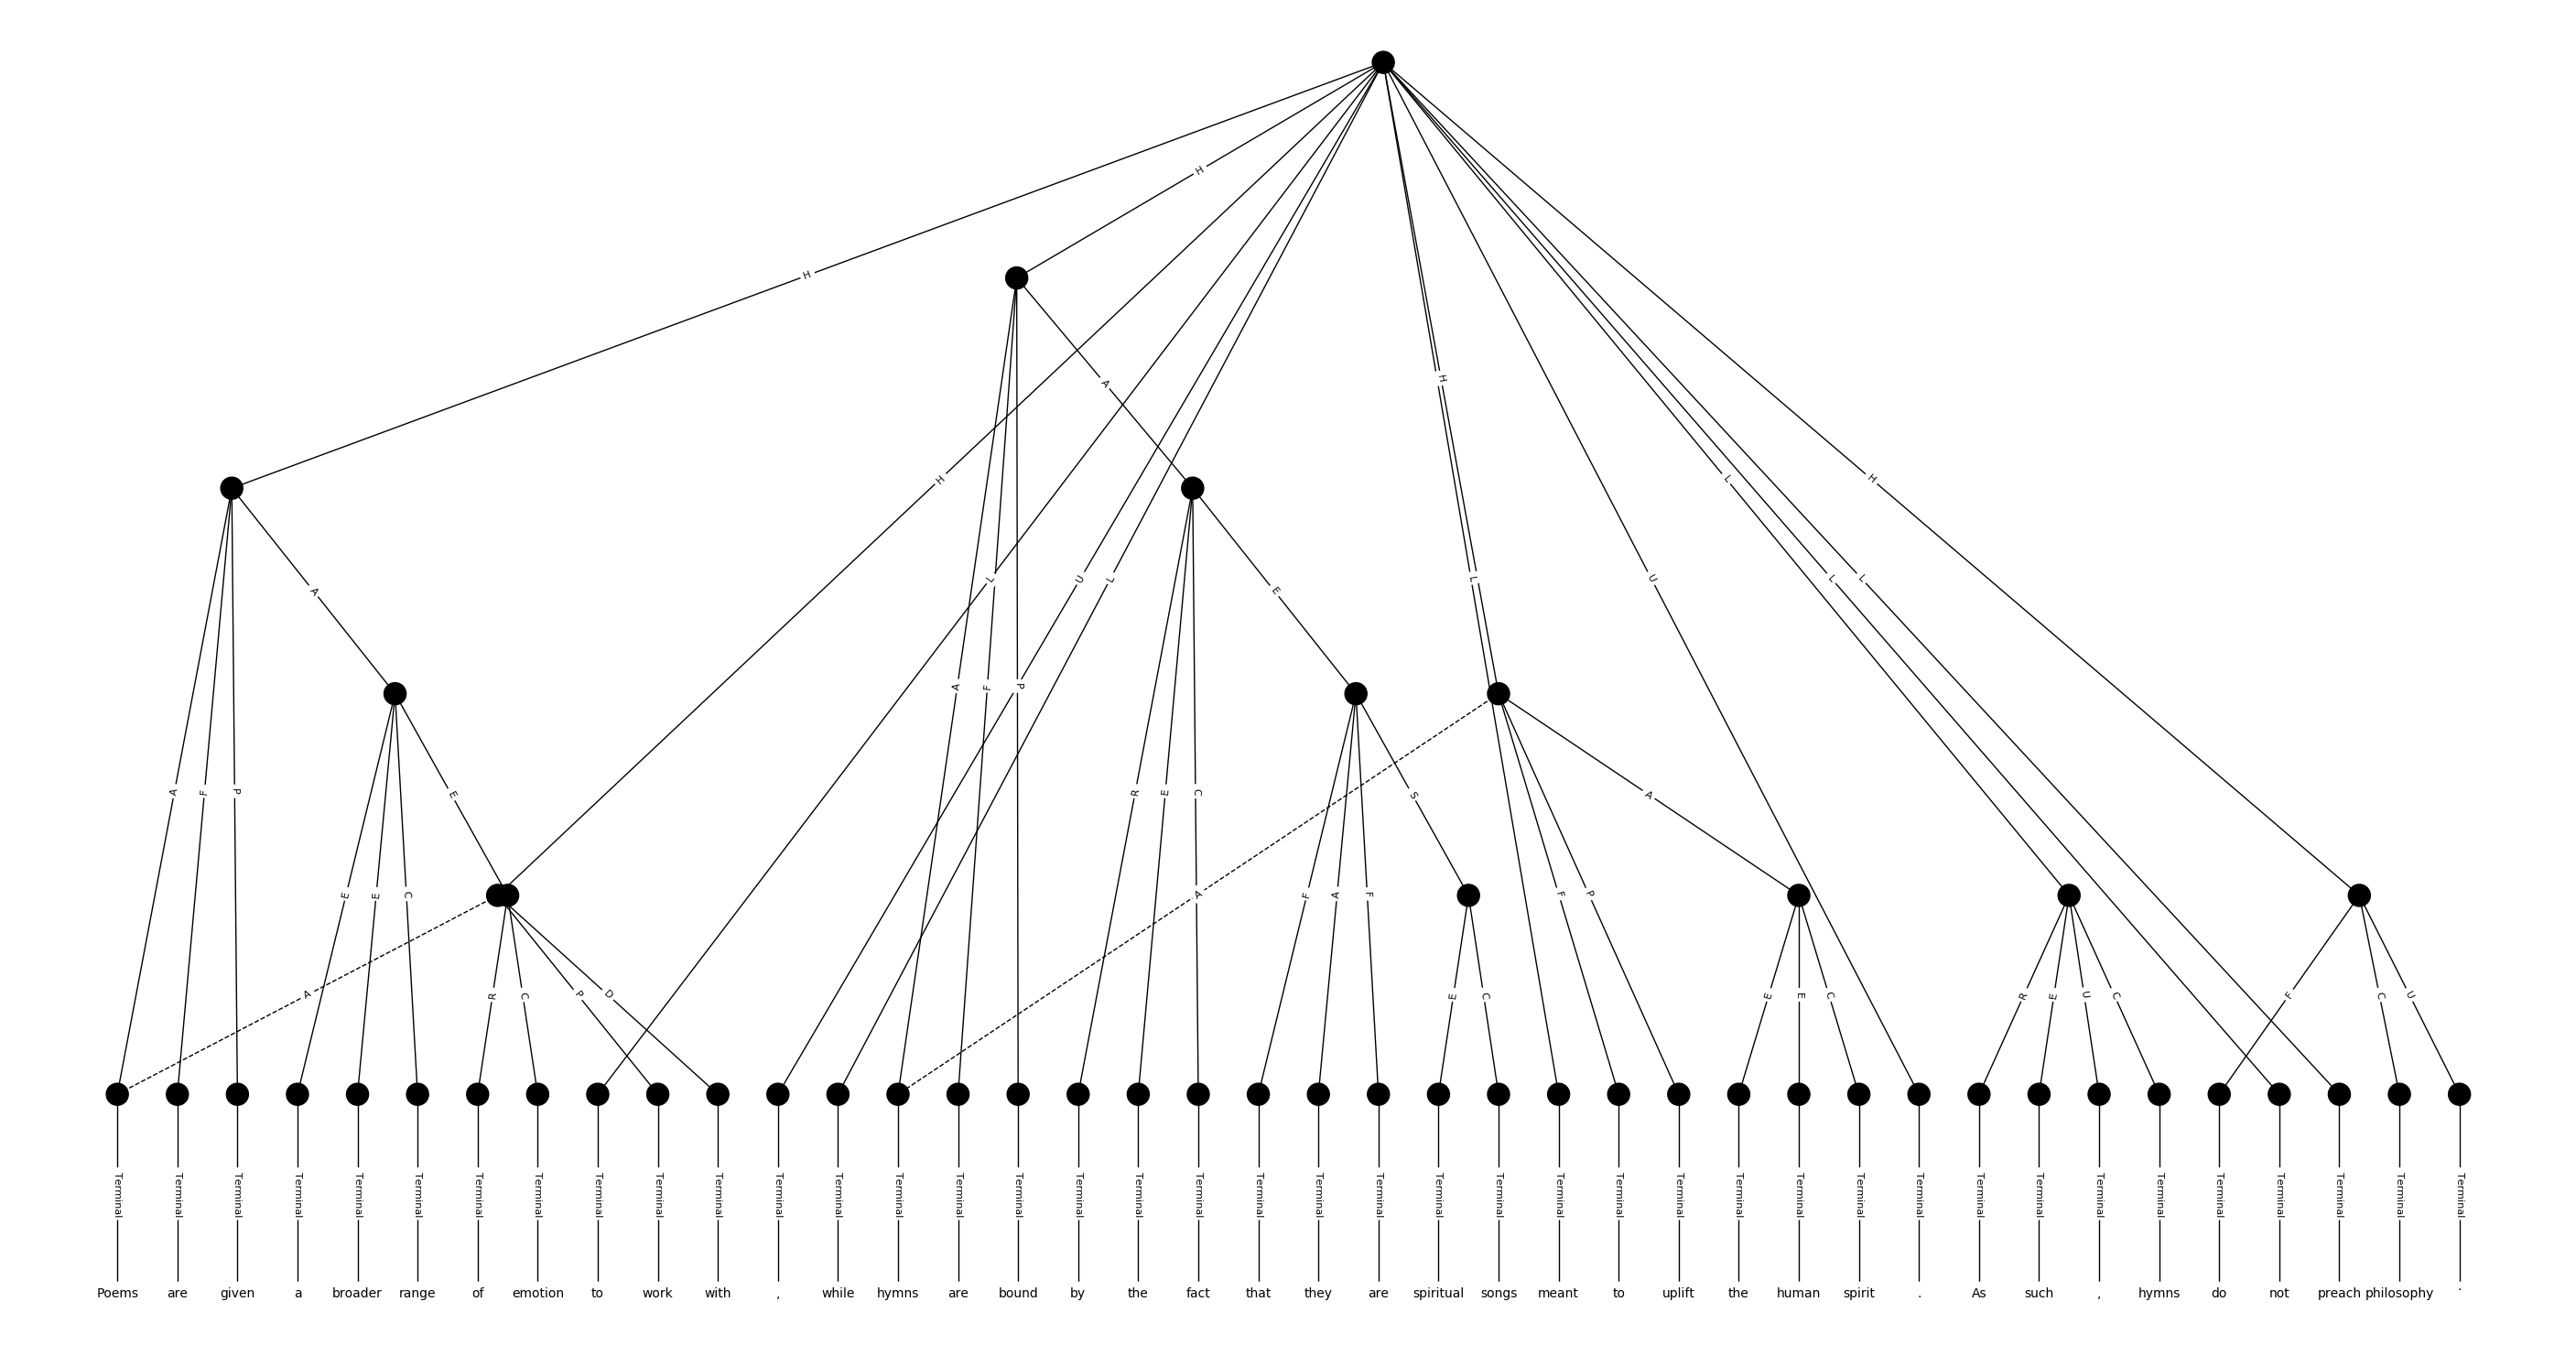 H
H
A
H
A
H
L
H
L
U
L
L
U
L
L
E
A
F
P
A
F
P
R
E
C
S
A
E
E
E
C
A
F
A
F
F
P
A
R
C
P
D
E
C
E
E
C
R
E
U
C
F
C
U
Terminal Terminal Terminal Terminal Terminal Terminal Terminal Terminal Terminal Terminal Terminal Terminal Terminal Terminal Terminal Terminal Terminal Terminal Terminal Terminal Terminal Terminal Terminal Terminal Terminal Terminal Terminal Terminal Terminal Terminal Terminal Terminal Terminal Terminal Terminal Terminal Terminal Terminal Terminal Terminal
Poems are given a broader range of emotion to work with , while hymns are bound by the fact that they are spiritual songs meant to uplift the human spirit . As such , hymns do not preach philosophy .